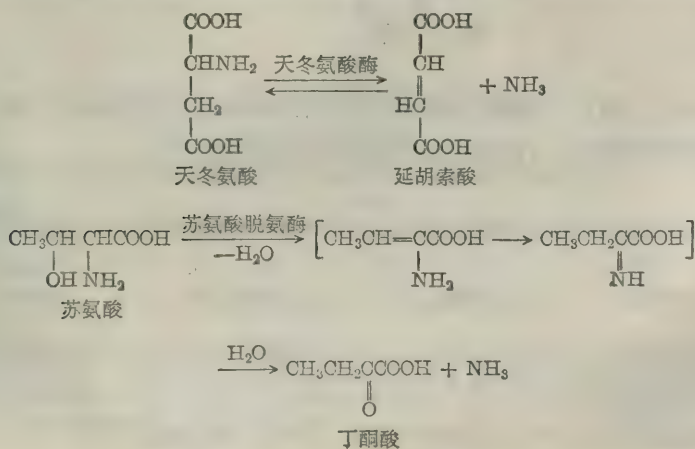 COOH COOH
CHNH₂ 天冬氨酸酶 CH
CH₂ HC + NH₃
COOH COOH
天冬氨酸 延胡索酸
CH₃CH CHCOOH 苏氨酸脱氨酶 —H₂O [CH₃CH=CCOOH → CH₃CH₂CCOOH]
OH NH₂ NH₂ NH
苏氨酸
H₂O → CH₃CH₂CCOOH + NH₃
O
丁酮酸